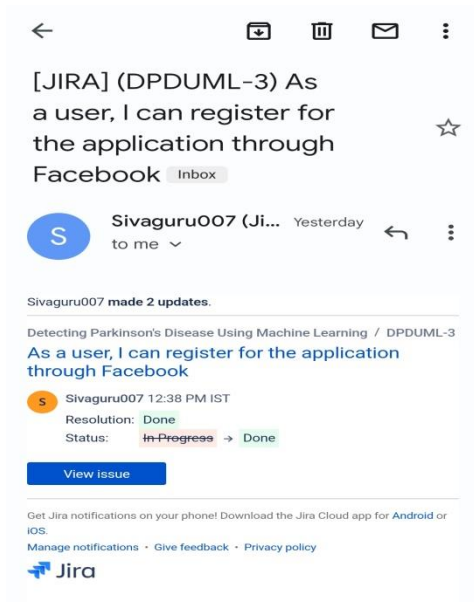 [JIRA] (DPDUML-3) As
a user, I can register for
the application through
Facebook Inbox
S
Sivaguru007 (Ji... Yesterday
to me
Sivaguru007 made 2 updates.
Detecting Parkinson's Disease Using Machine Learning / DPDUML-3
As a user, I can register for the application
through Facebook
S
Sivaguru007 12:38 PM IST
Resolution: Done
Status: In Progress → Done
View issue
Get Jira notifications on your phone! Download the Jira Cloud app for Android or
iOS.
Manage notifications · Give feedback · Privacy policy
Jira